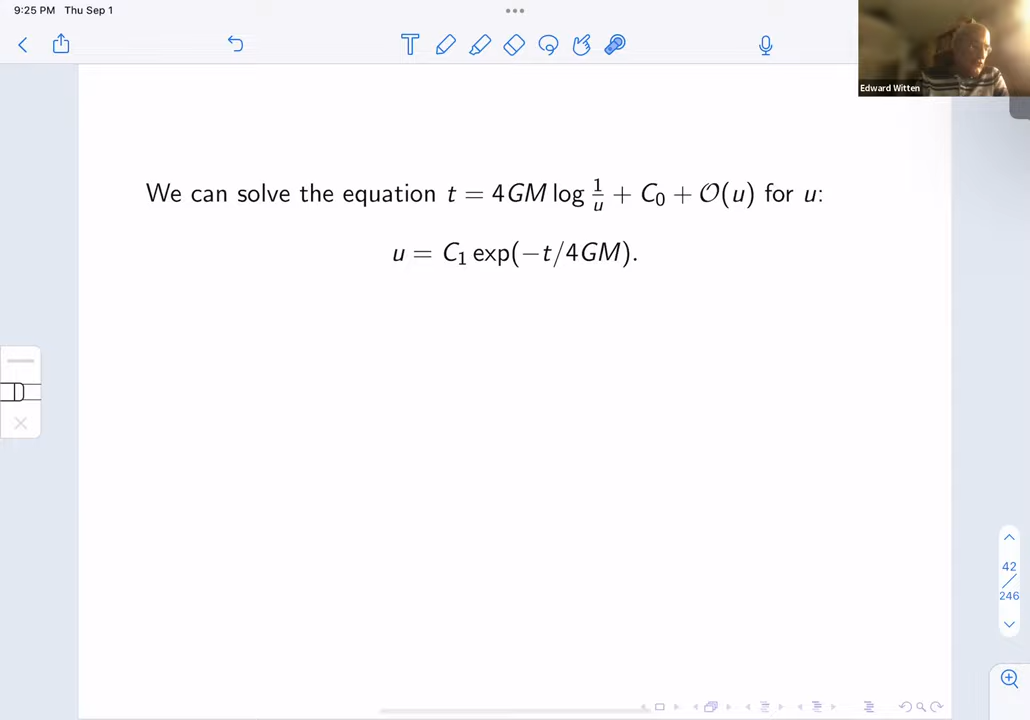 9:25 PM Thu Sep 1
Edward Witten
We can solve the equation t = 4GM log 1/u + C₀ + 𝒪(u) for u:
u = C₁ exp(−t/4GM).
42
/
246